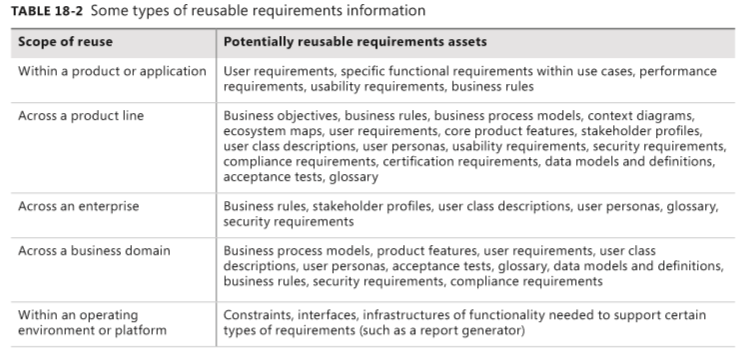 TABLE 18-2 Some types of reusable requirements information
Scope of reuse Potentially reusable requirements assets
Within a product or application User requirements, specific functional requirements within use cases, performance
requirements, usability requirements, business rules
Across a product line Business objectives, business rules, business process models, context diagrams,
ecosystem maps, user requirements, core product features, stakeholder profiles,
user class descriptions, user personas, usability requirements, security requirements,
compliance requirements, certification requirements, data models and definitions,
acceptance tests, glossary
Across an enterprise Business rules, stakeholder profiles, user class descriptions, user personas, glossary,
security requirements
Across a business domain Business process models, product features, user requirements, user class
descriptions, user personas, acceptance tests, glossary, data models and definitions,
business rules, security requirements, compliance requirements
Within an operating Constraints, interfaces, infrastructures of functionality needed to support certain
environment or platform types of requirements (such as a report generator)